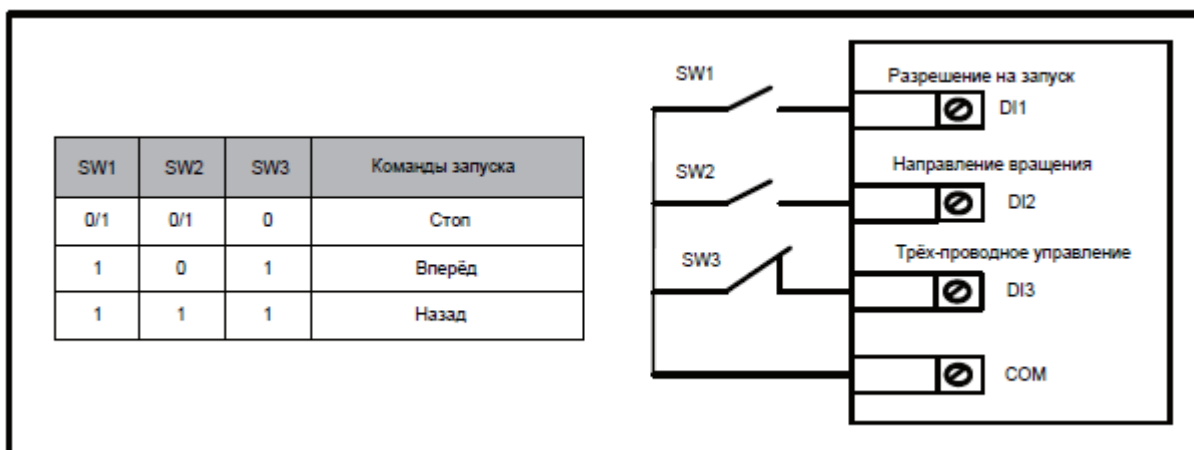 SW1 SW2 SW3 Команды запуска
0/1 0/1 0 Стоп
1 0 1 Вперёд
1 1 1 Назад
SW1
Разрешение на запуск
DI1
SW2
Направление вращения
DI2
SW3
Трёх-проводное управление
DI3
COM